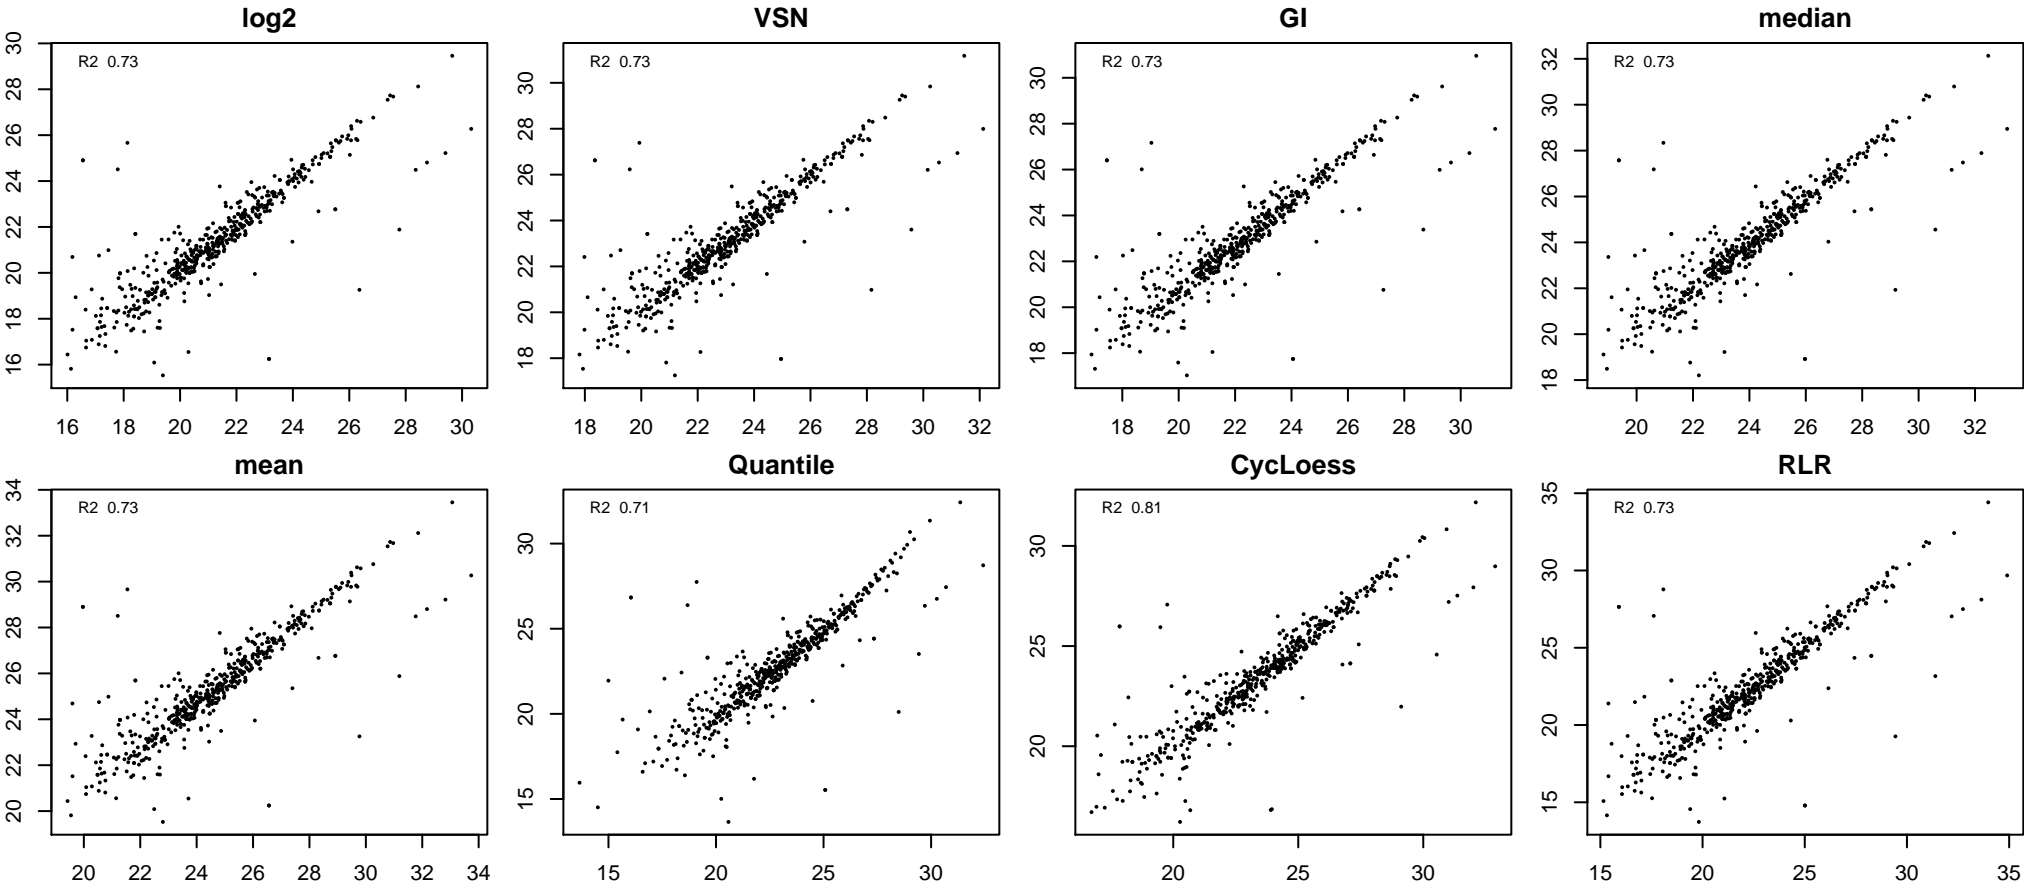 log2
R2 0.73
16 18 20 22 24 26 28 30
16 18 20 22 24 26 28 30
VSN
R2 0.73
18 20 22 24 26 28 30
18 20 22 24 26 28 30 32
GI
R2 0.73
18 20 22 24 26 28 30
18 20 22 24 26 28 30
median
R2 0.73
18 20 22 24 26 28 30 32
20 22 24 26 28 30 32
mean
R2 0.73
20 22 24 26 28 30 32 34
20 22 24 26 28 30 32 34
Quantile
R2 0.71
15 20 25 30
15 20 25 30
CycLoess
R2 0.81
20 25 30
20 25 30
RLR
R2 0.73
15 20 25 30 35
15 20 25 30 35